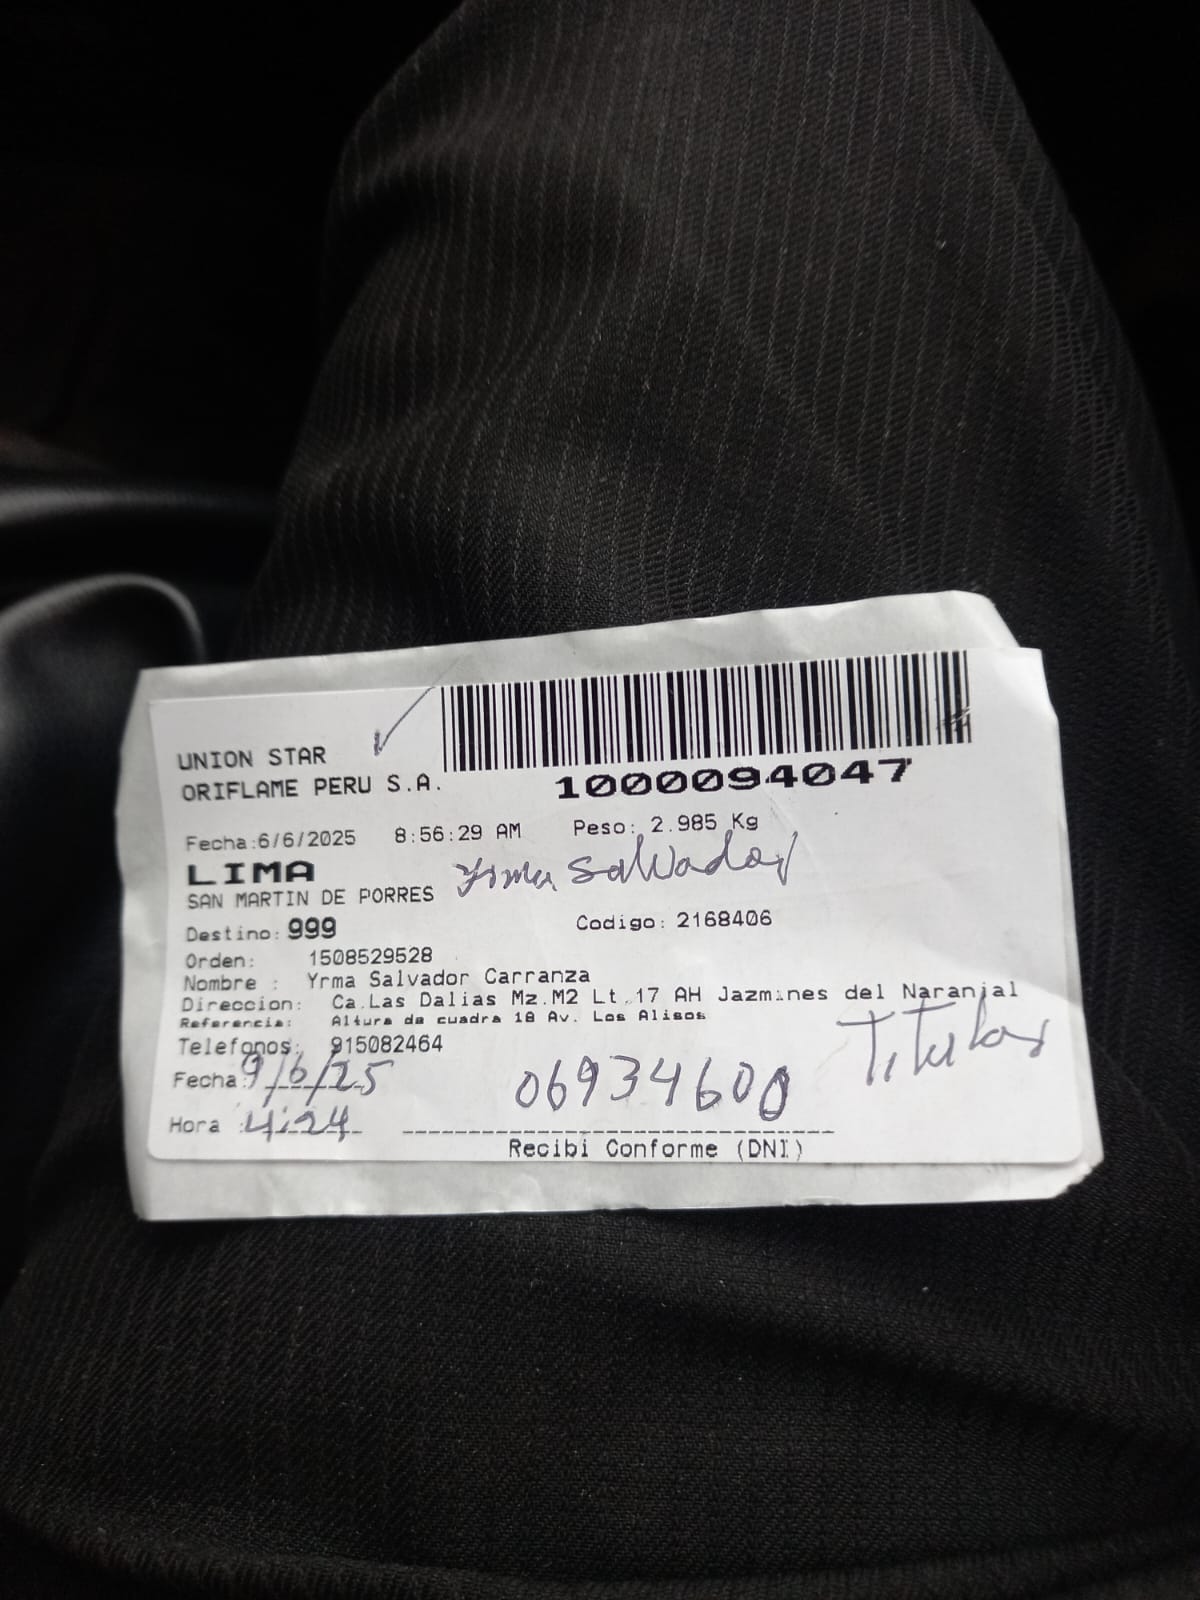 UNION STAR
ORIFLAME PERU S.A.
1000094047
Fecha:6/6/2025 8:56:29 AM Peso: 2.985 Kg
LIMA
Yrma Salvador
SAN MARTIN DE PORRES
Destino: 999 Codigo: 2168406
Orden: 1508529528
Nombre : Yrma Salvador Carranza
Direccion: Ca.Las Dalias Mz.M2 Lt.17 AH Jazmines del Naranjal
Referencia: Altura de cuadra 18 Av. Los Alisos
Titular
Telefonos: 915082464
Fecha: 9/6/25
06934600
Hora : 4:24
Recibi Conforme (DNI)